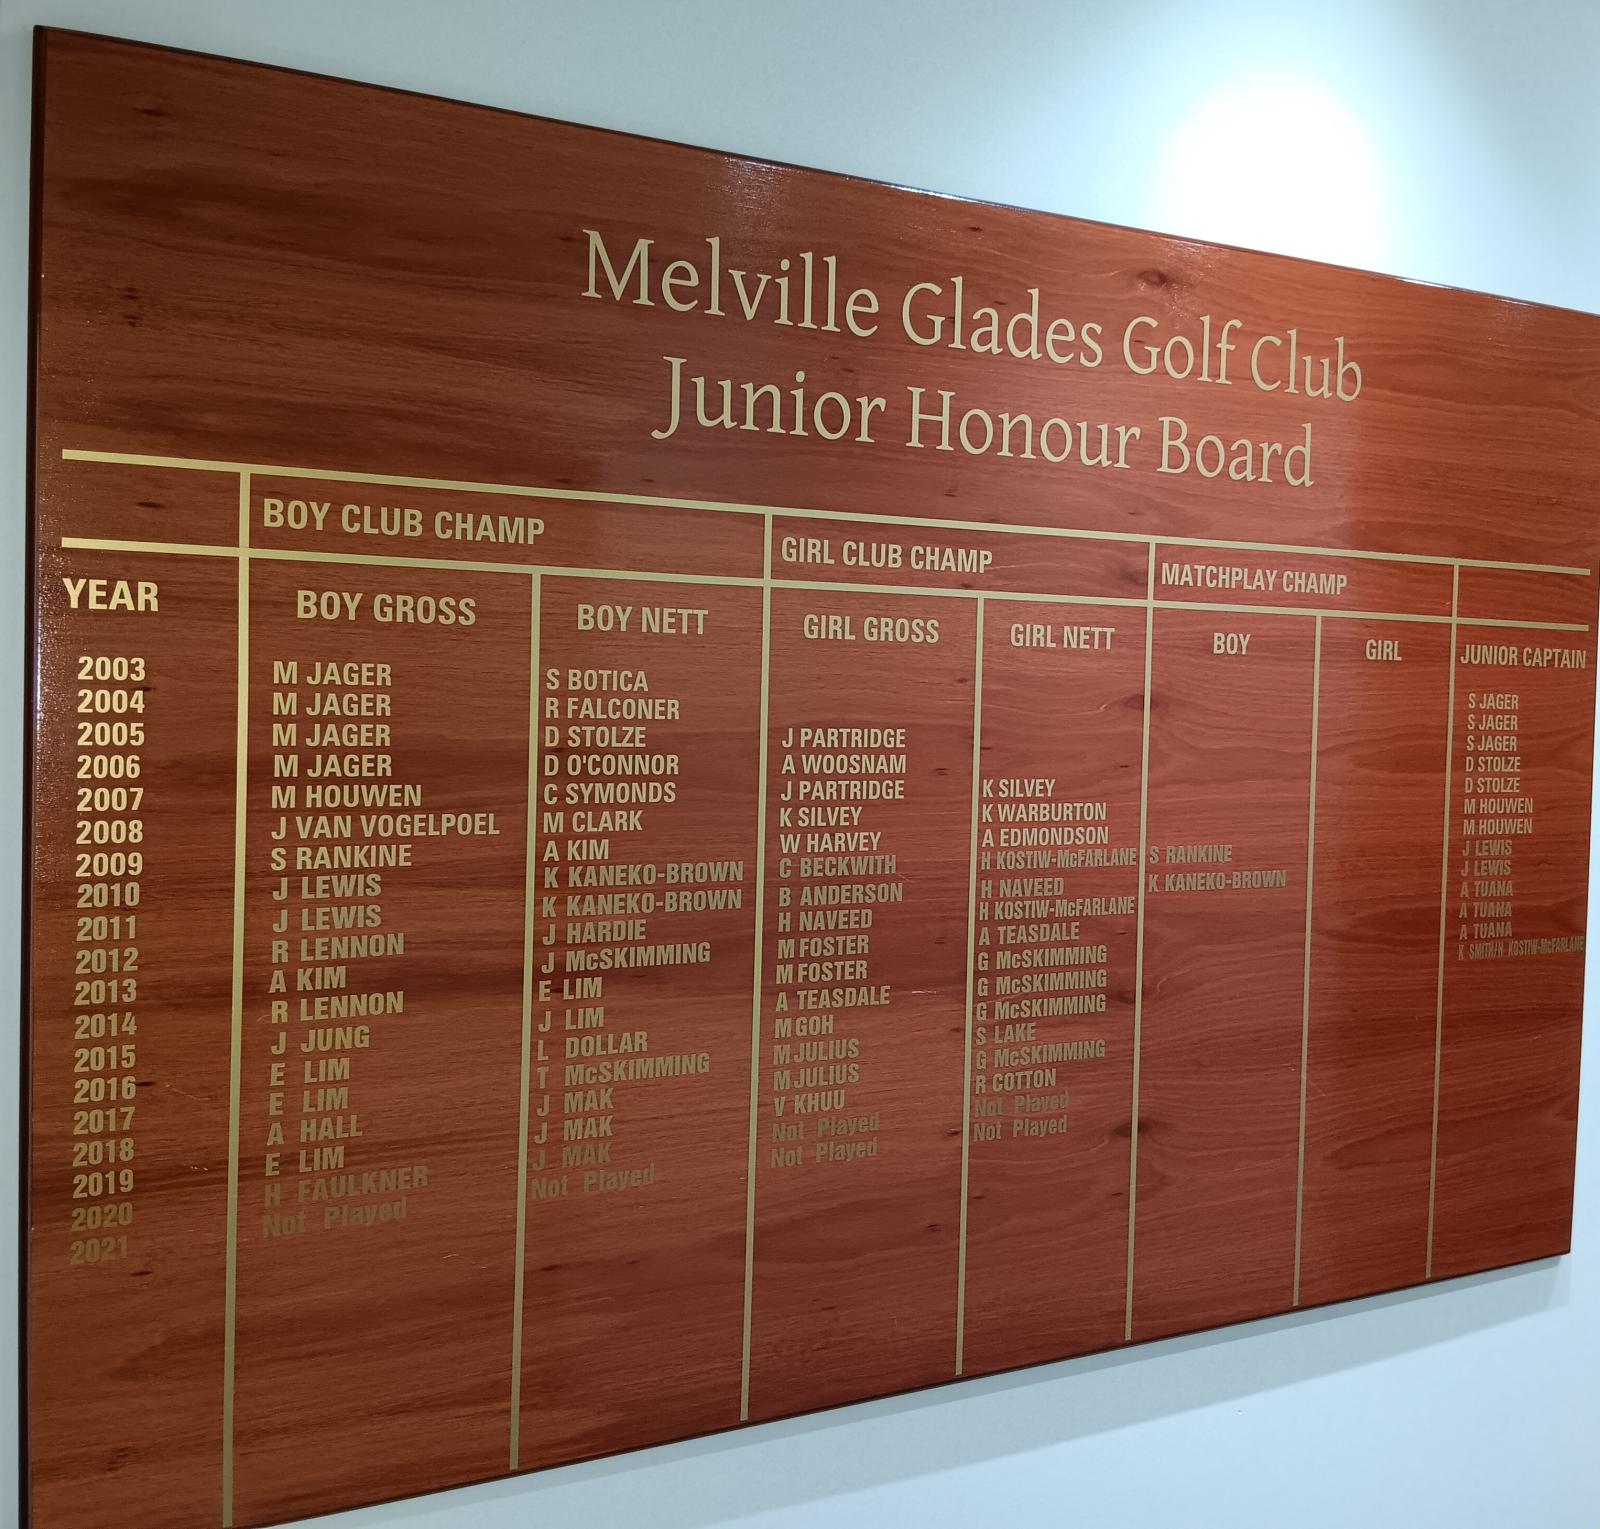 Melville Glades Golf Club
Junior Honour Board
BOY CLUB CHAMP GIRL CLUB CHAMP MATCHPLAY CHAMP
YEAR BOY GROSS BOY NETT GIRL GROSS GIRL NETT BOY GIRL JUNIOR CAPTAIN
2003 M JAGER S BOTICA S JAGER
2004 M JAGER R FALCONER S JAGER
2005 M JAGER D STOLZE J PARTRIDGE S JAGER
2006 M JAGER D O'CONNOR A WOOSNAM D STOLZE
2007 M HOUWEN C SYMONDS J PARTRIDGE K SILVEY D STOLZE
2008 J VAN VOGELPOEL M CLARK K SILVEY K WARBURTON M HOUWEN
2009 S RANKINE A KIM W HARVEY A EDMONDSON M HOUWEN
2010 J LEWIS K KANEKO-BROWN C BECKWITH H KOSTIW-McFARLANE S RANKINE J LEWIS
2011 J LEWIS K KANEKO-BROWN B ANDERSON H NAVEED K KANEKO-BROWN J LEWIS
2012 R LENNON J HARDIE H NAVEED H KOSTIW-McFARLANE A TUANA
2013 A KIM J McSKIMMING M FOSTER A TEASDALE A TUANA
2014 R LENNON E LIM M FOSTER G McSKIMMING A TUANA
2015 J JUNG J LIM A TEASDALE G McSKIMMING K SMITH/H KOSTIW-McFARLANE
2016 E LIM L DOLLAR M GOH G McSKIMMING
2017 E LIM T McSKIMMING M JULIUS S LAKE
2018 A HALL J MAK M JULIUS G McSKIMMING
2019 E LIM J MAK V KHUU R COTTON
2020 H FAULKNER J MAK Not Played Not Played
2021 Not Played Not Played Not Played Not Played